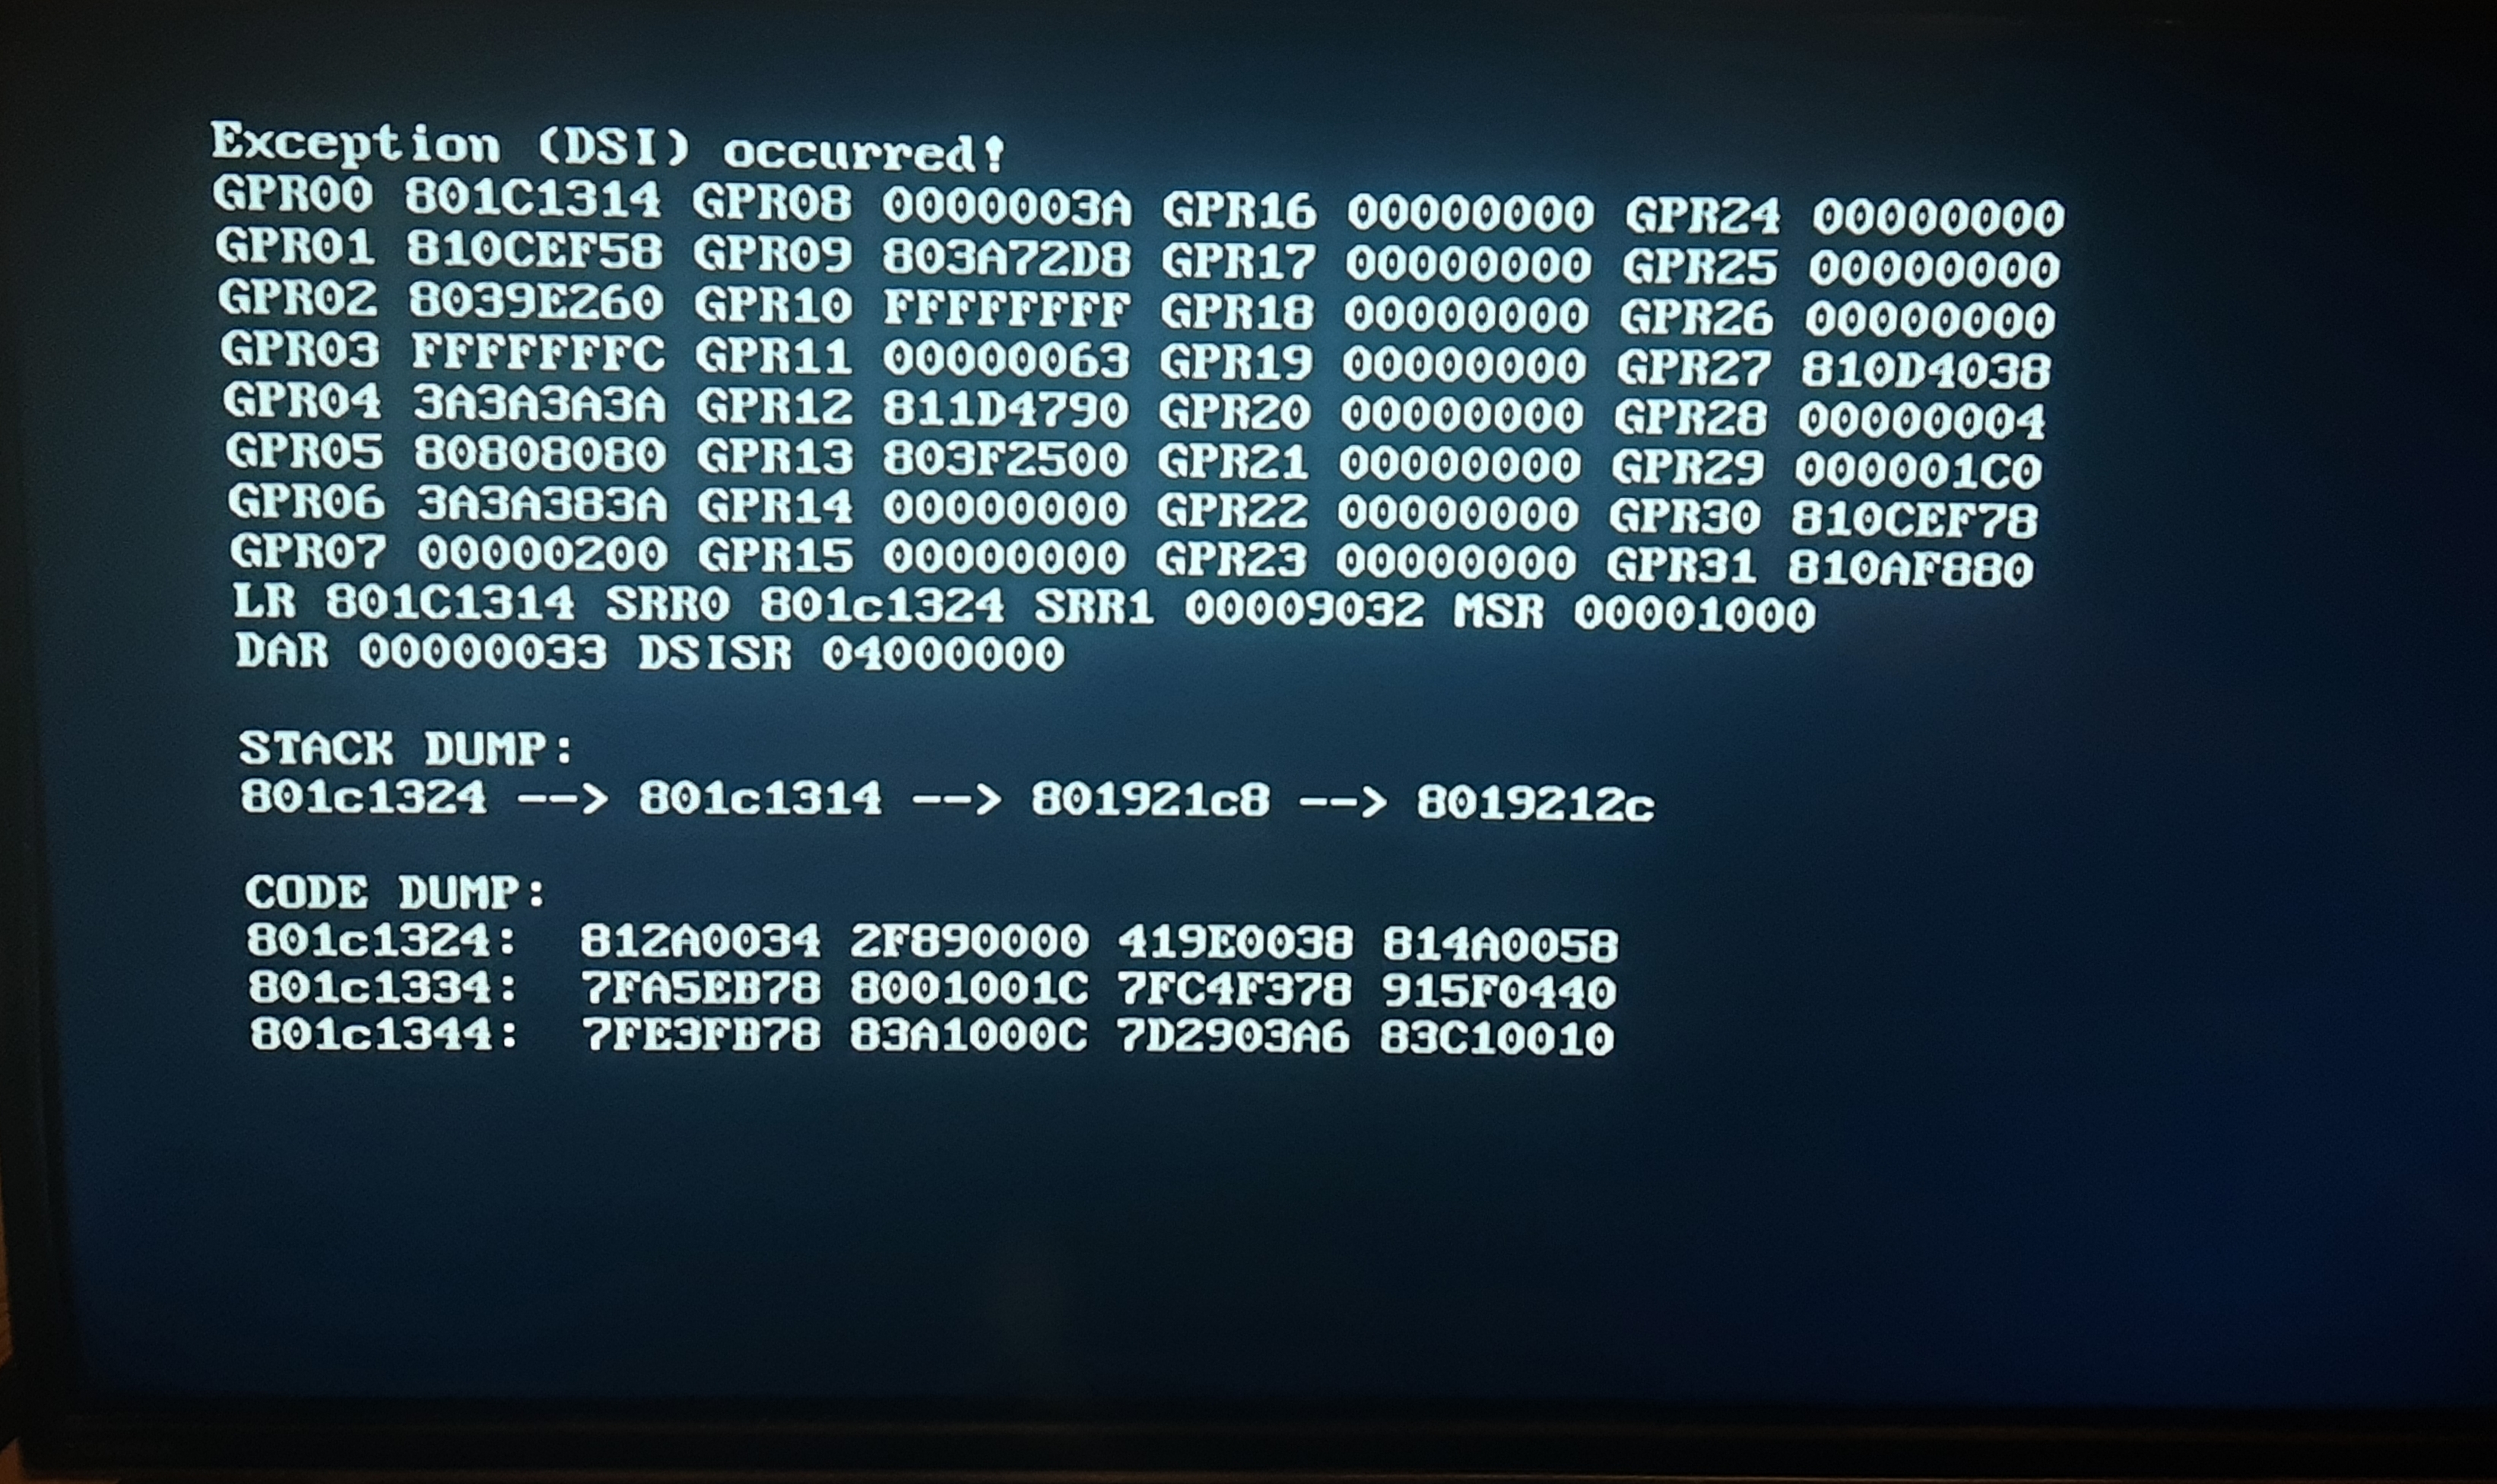 Exception (DSI) occurred!
GPR00 801C1314 GPR08 0000003A GPR16 00000000 GPR24 00000000
GPR01 810CEF58 GPR09 803A72D8 GPR17 00000000 GPR25 00000000
GPR02 8039E260 GPR10 FFFFFFFF GPR18 00000000 GPR26 00000000
GPR03 FFFFFFFC GPR11 00000063 GPR19 00000000 GPR27 810D4038
GPR04 3A3A3A3A GPR12 811D4790 GPR20 00000000 GPR28 00000004
GPR05 80808080 GPR13 803F2500 GPR21 00000000 GPR29 000001C0
GPR06 3A3A383A GPR14 00000000 GPR22 00000000 GPR30 810CEF78
GPR07 00000200 GPR15 00000000 GPR23 00000000 GPR31 810AF880
LR 801C1314 SRR0 801c1324 SRR1 00009032 MSR 00001000
DAR 00000033 DSISR 04000000
STACK DUMP:
801c1324 --> 801c1314 --> 801921c8 --> 8019212c
CODE DUMP:
801c1324:  812A0034 2F890000 419E0038 814A0058
801c1334:  7FA5EB78 8001001C 7FC4F378 915F0440
801c1344:  7FE3FB78 83A1000C 7D2903A6 83C10010